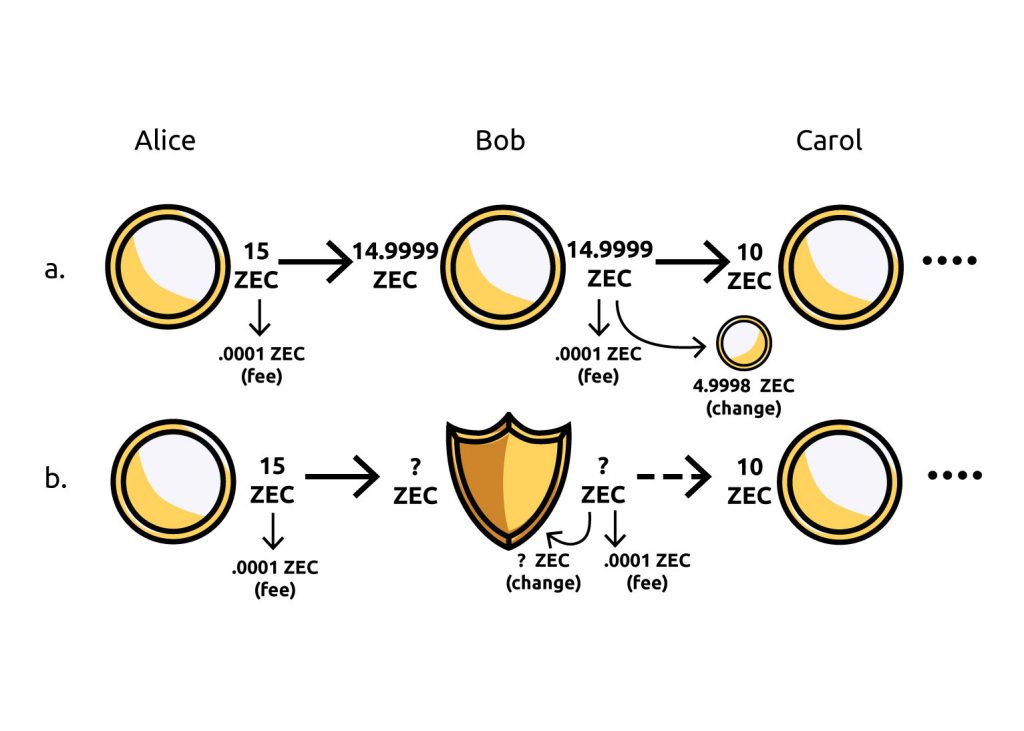 Alice Bob Carol
a.
15 ZEC
14.9999 ZEC
14.9999 ZEC
10 ZEC
....
.0001 ZEC
(fee)
.0001 ZEC
(fee)
4.9998 ZEC
(change)
b.
15 ZEC
? ZEC
? ZEC
10 ZEC
....
.0001 ZEC
(fee)
? ZEC
(change)
.0001 ZEC
(fee)